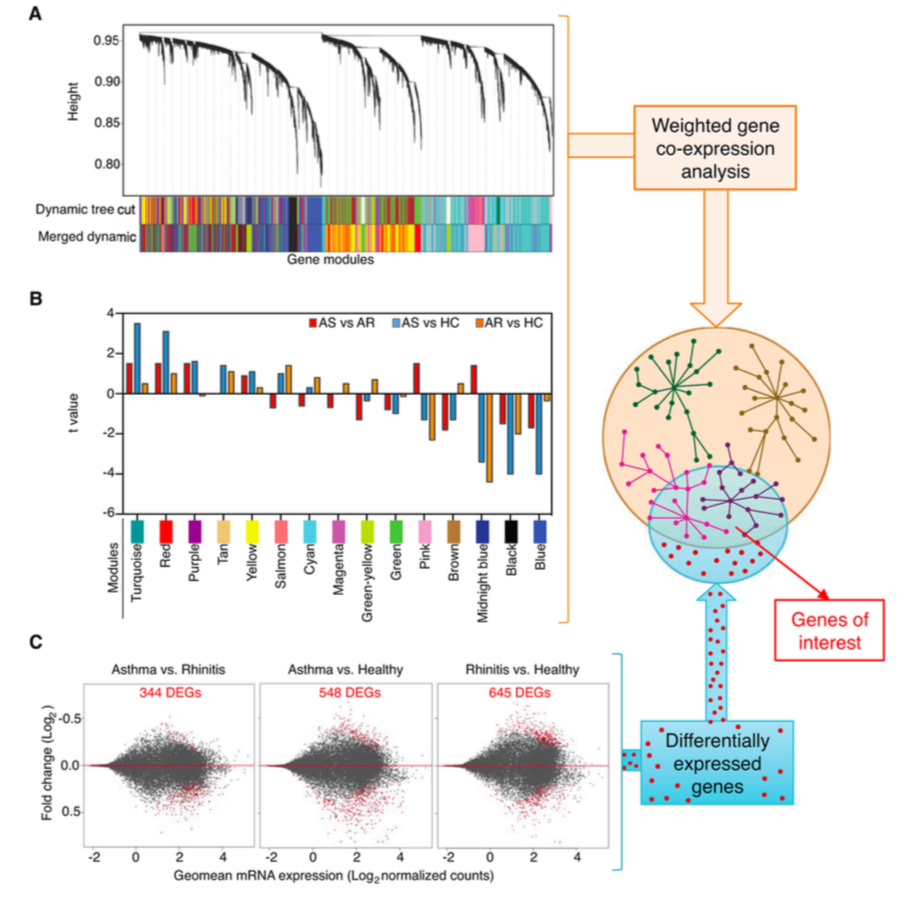 A
0.95
0.90
0.85
0.80
Height
Dynamic tree cut
Merged dynamic
Gene modules
Weighted gene
co-expression
analysis
B
4
2
0
-2
-4
-6
t value
AS vs AR AS vs HC AR vs HC
Modules
Turquoise
Red
Purple
Tan
Yellow
Salmon
Cyan
Magenta
Green-yellow
Green
Pink
Brown
Midnight blue
Black
Blue
Genes of
interest
C
Asthma vs. Rhinitis Asthma vs. Healthy Rhinitis vs. Healthy
344 DEGs 548 DEGs 645 DEGs
-0.5
0.0
0.5
Fold change (Log2)
-2 0 2 4 -2 0 2 4 -2 0 2 4
Geomean mRNA expression (Log2 normalized counts)
Differentially
expressed
genes